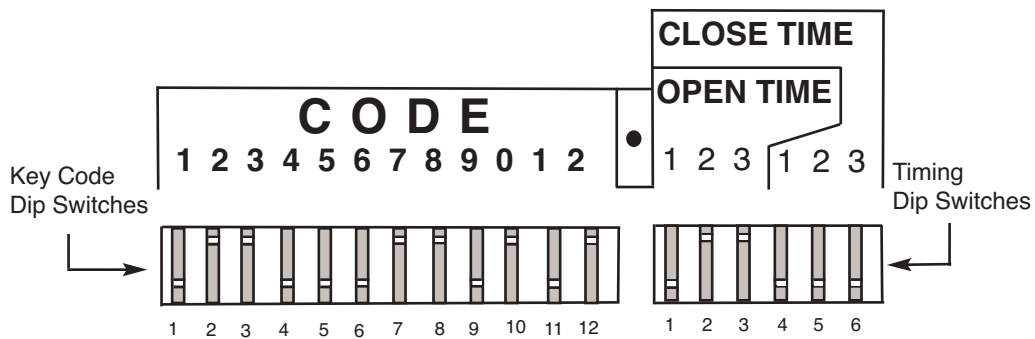 CLOSE TIME
OPEN TIME
CODE
1 2 3 4 5 6 7 8 9 0 1 2
1 2 3 1 2 3
Key Code
Dip Switches
Timing
Dip Switches
1 2 3 4 5 6 7 8 9 10 11 12
1 2 3 4 5 6